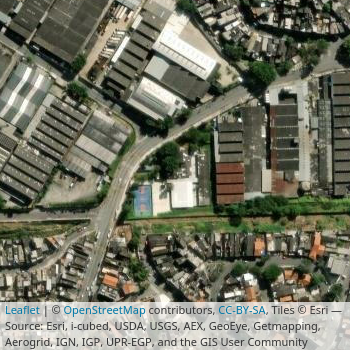 Leaflet | © OpenStreetMap contributors, CC-BY-SA, Tiles © Esri —
Source: Esri, i-cubed, USDA, USGS, AEX, GeoEye, Getmapping,
Aerogrid, IGN, IGP, UPR-EGP, and the GIS User Community